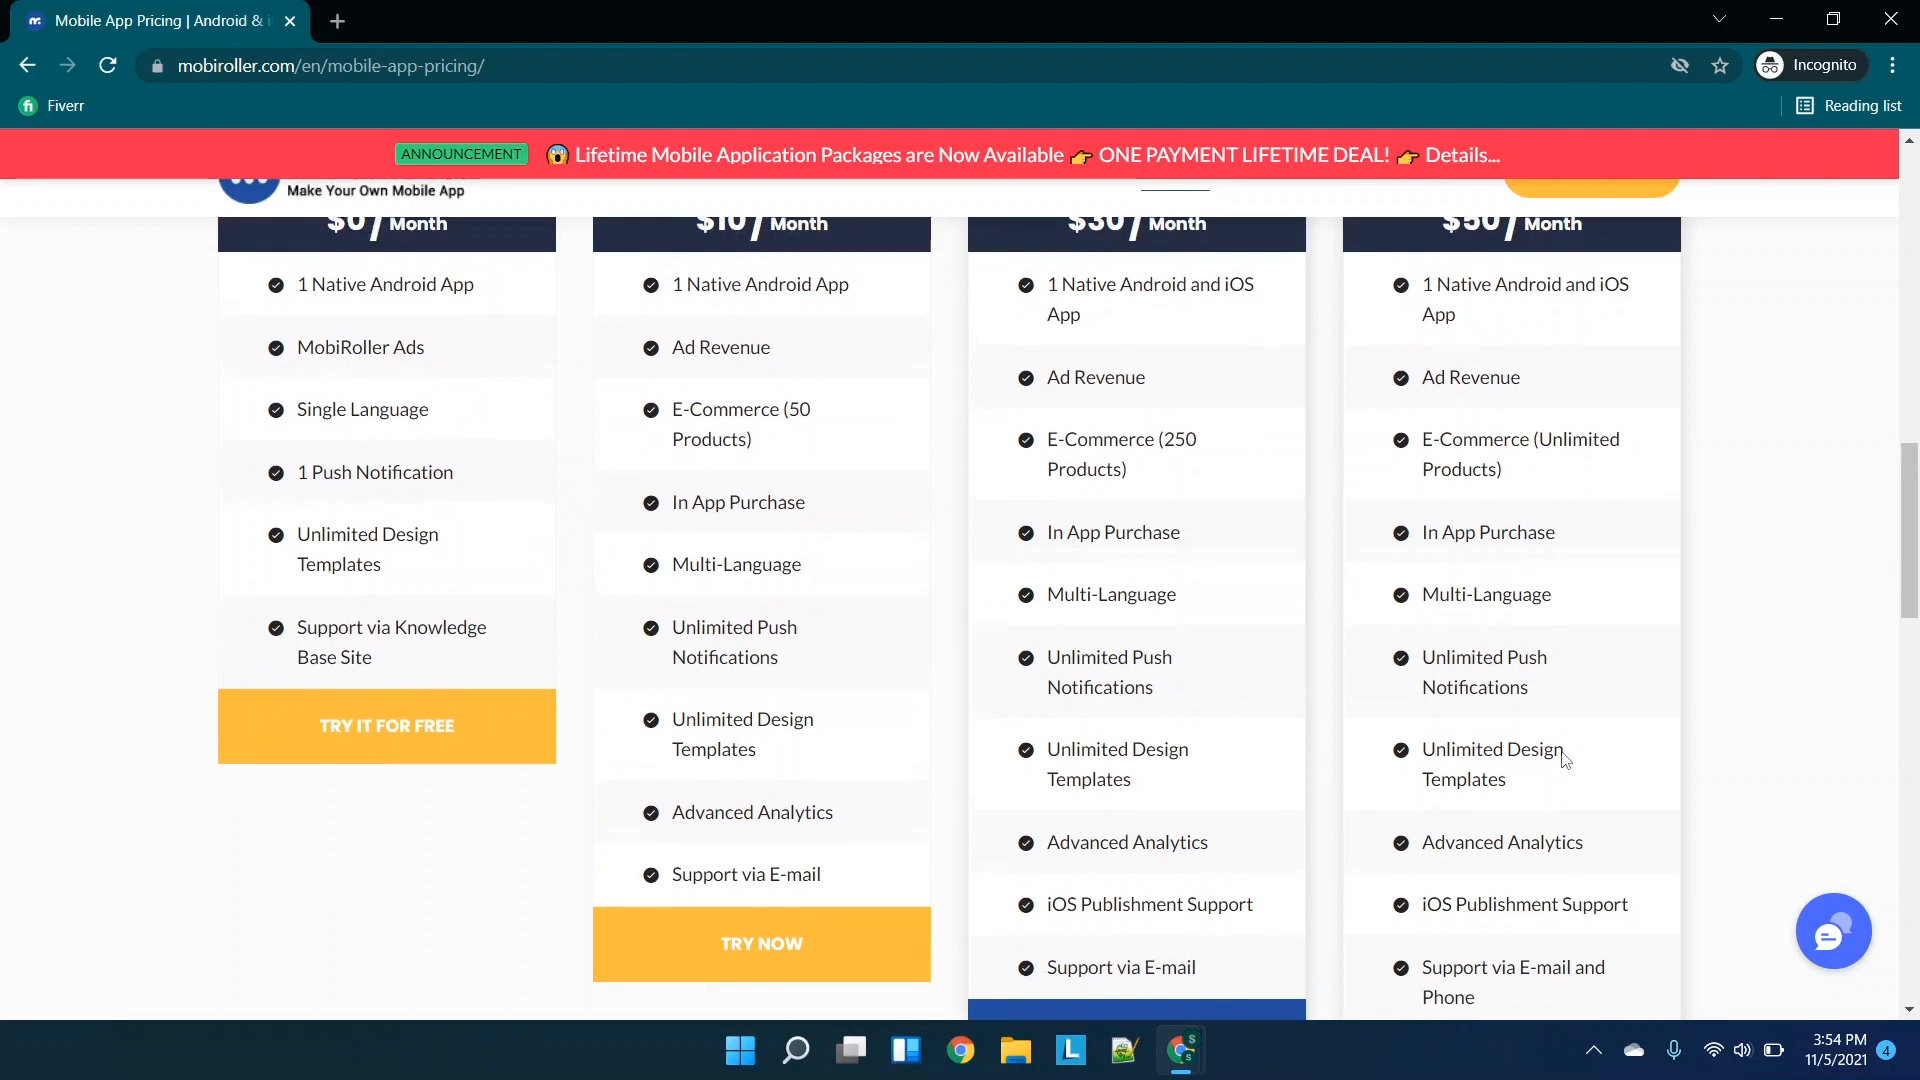 Mobile App Pricing | Android & i
mobiroller.com/en/mobile-app-pricing/
Incognito
Fiverr
Reading list
ANNOUNCEMENT 😱 Lifetime Mobile Application Packages are Now Available 👉 ONE PAYMENT LIFETIME DEAL! 👉 Details...
Make Your Own Mobile App
$0/ Month
1 Native Android App
MobiRoller Ads
Single Language
1 Push Notification
Unlimited Design
Templates
Support via Knowledge
Base Site
TRY IT FOR FREE
$10/ Month
1 Native Android App
Ad Revenue
E-Commerce (50
Products)
In App Purchase
Multi-Language
Unlimited Push
Notifications
Unlimited Design
Templates
Advanced Analytics
Support via E-mail
TRY NOW
$30/ Month
1 Native Android and iOS
App
Ad Revenue
E-Commerce (250
Products)
In App Purchase
Multi-Language
Unlimited Push
Notifications
Unlimited Design
Templates
Advanced Analytics
iOS Publishment Support
Support via E-mail
$50/ Month
1 Native Android and iOS
App
Ad Revenue
E-Commerce (Unlimited
Products)
In App Purchase
Multi-Language
Unlimited Push
Notifications
Unlimited Design
Templates
Advanced Analytics
iOS Publishment Support
Support via E-mail and
Phone
3:54 PM
11/5/2021
4